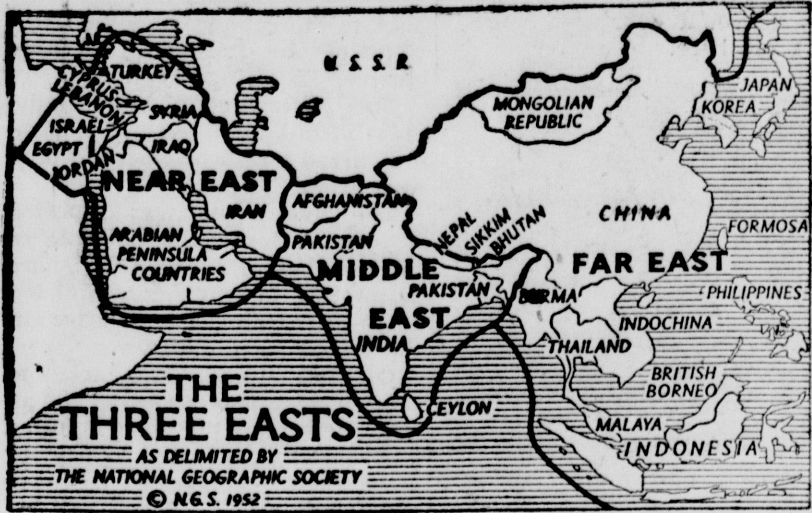 U. S. S. R.
TURKEY
CYPRUS
LEBANON
SYRIA
ISRAEL
EGYPT
JORDAN
IRAQ
NEAR EAST
IRAN
ARABIAN
PENINSULA
COUNTRIES
AFGHANISTAN
PAKISTAN
MIDDLE
EAST
INDIA
PAKISTAN
NEPAL
SIKKIM
BHUTAN
CEYLON
MONGOLIAN
REPUBLIC
CHINA
FAR EAST
JAPAN
KOREA
FORMOSA
PHILIPPINES
BURMA
INDOCHINA
THAILAND
BRITISH
BORNEO
MALAYA
INDONESIA
THE
THREE EASTS
AS DELIMITED BY
THE NATIONAL GEOGRAPHIC SOCIETY
© N.G.S. 1952